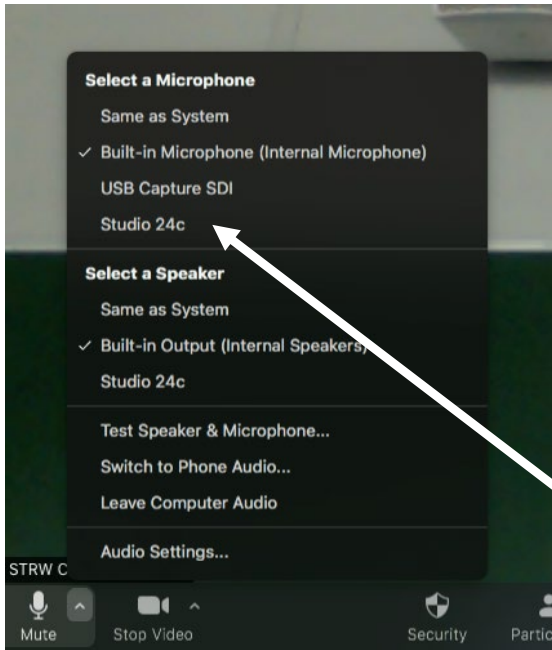 Select a Microphone
Same as System
✓ Built-in Microphone (Internal Microphone)
USB Capture SDI
Studio 24c
Select a Speaker
Same as System
✓ Built-in Output (Internal Speakers)
Studio 24c
Test Speaker & Microphone...
Switch to Phone Audio...
Leave Computer Audio
Audio Settings...
STRW C
Mute
Stop Video
Security
Partic